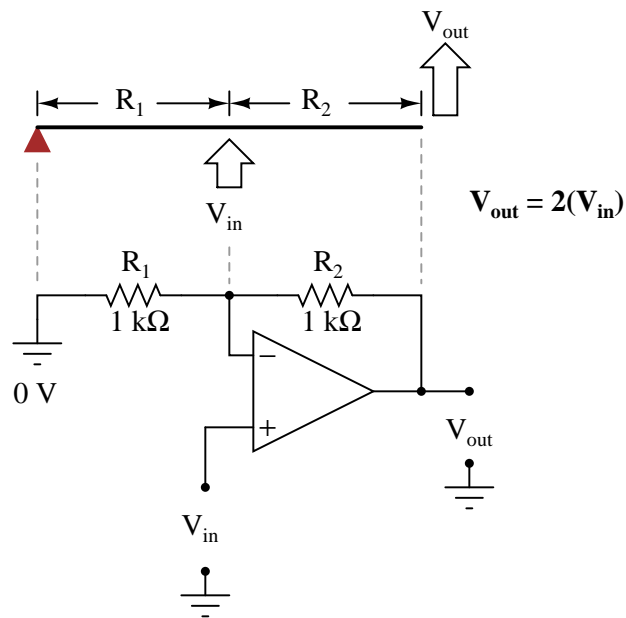 V_out
R_1 R_2
V_in
V_out = 2(V_in)
R_1 R_2
1 kΩ 1 kΩ
−
0 V
+
V_out
V_in